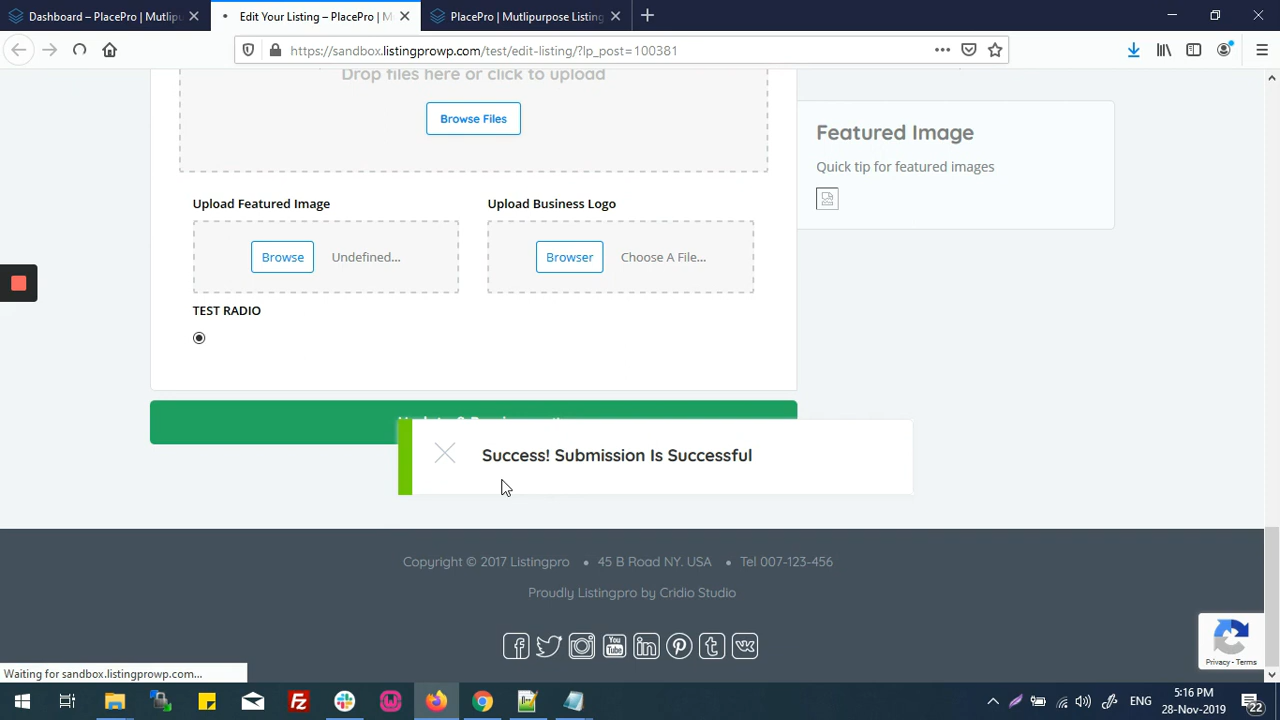 Dashboard – PlacePro | Mutlipu
Edit Your Listing – PlacePro | M
PlacePro | Mutlipurpose Listing
https://sandbox.listingprowp.com/test/edit-listing/?lp_post=100381
Drop files here or click to upload
Browse Files
Featured Image
Quick tip for featured images
Upload Featured Image
Upload Business Logo
Browse
Undefined...
Browser
Choose A File...
TEST RADIO
Success! Submission Is Successful
Copyright © 2017 Listingpro • 45 B Road NY. USA • Tel 007-123-456
Proudly Listingpro by Cridio Studio
You
Tube
in
t
Privacy - Terms
Waiting for sandbox.listingprowp.com...
ENG
5:16 PM
28-Nov-2019
22